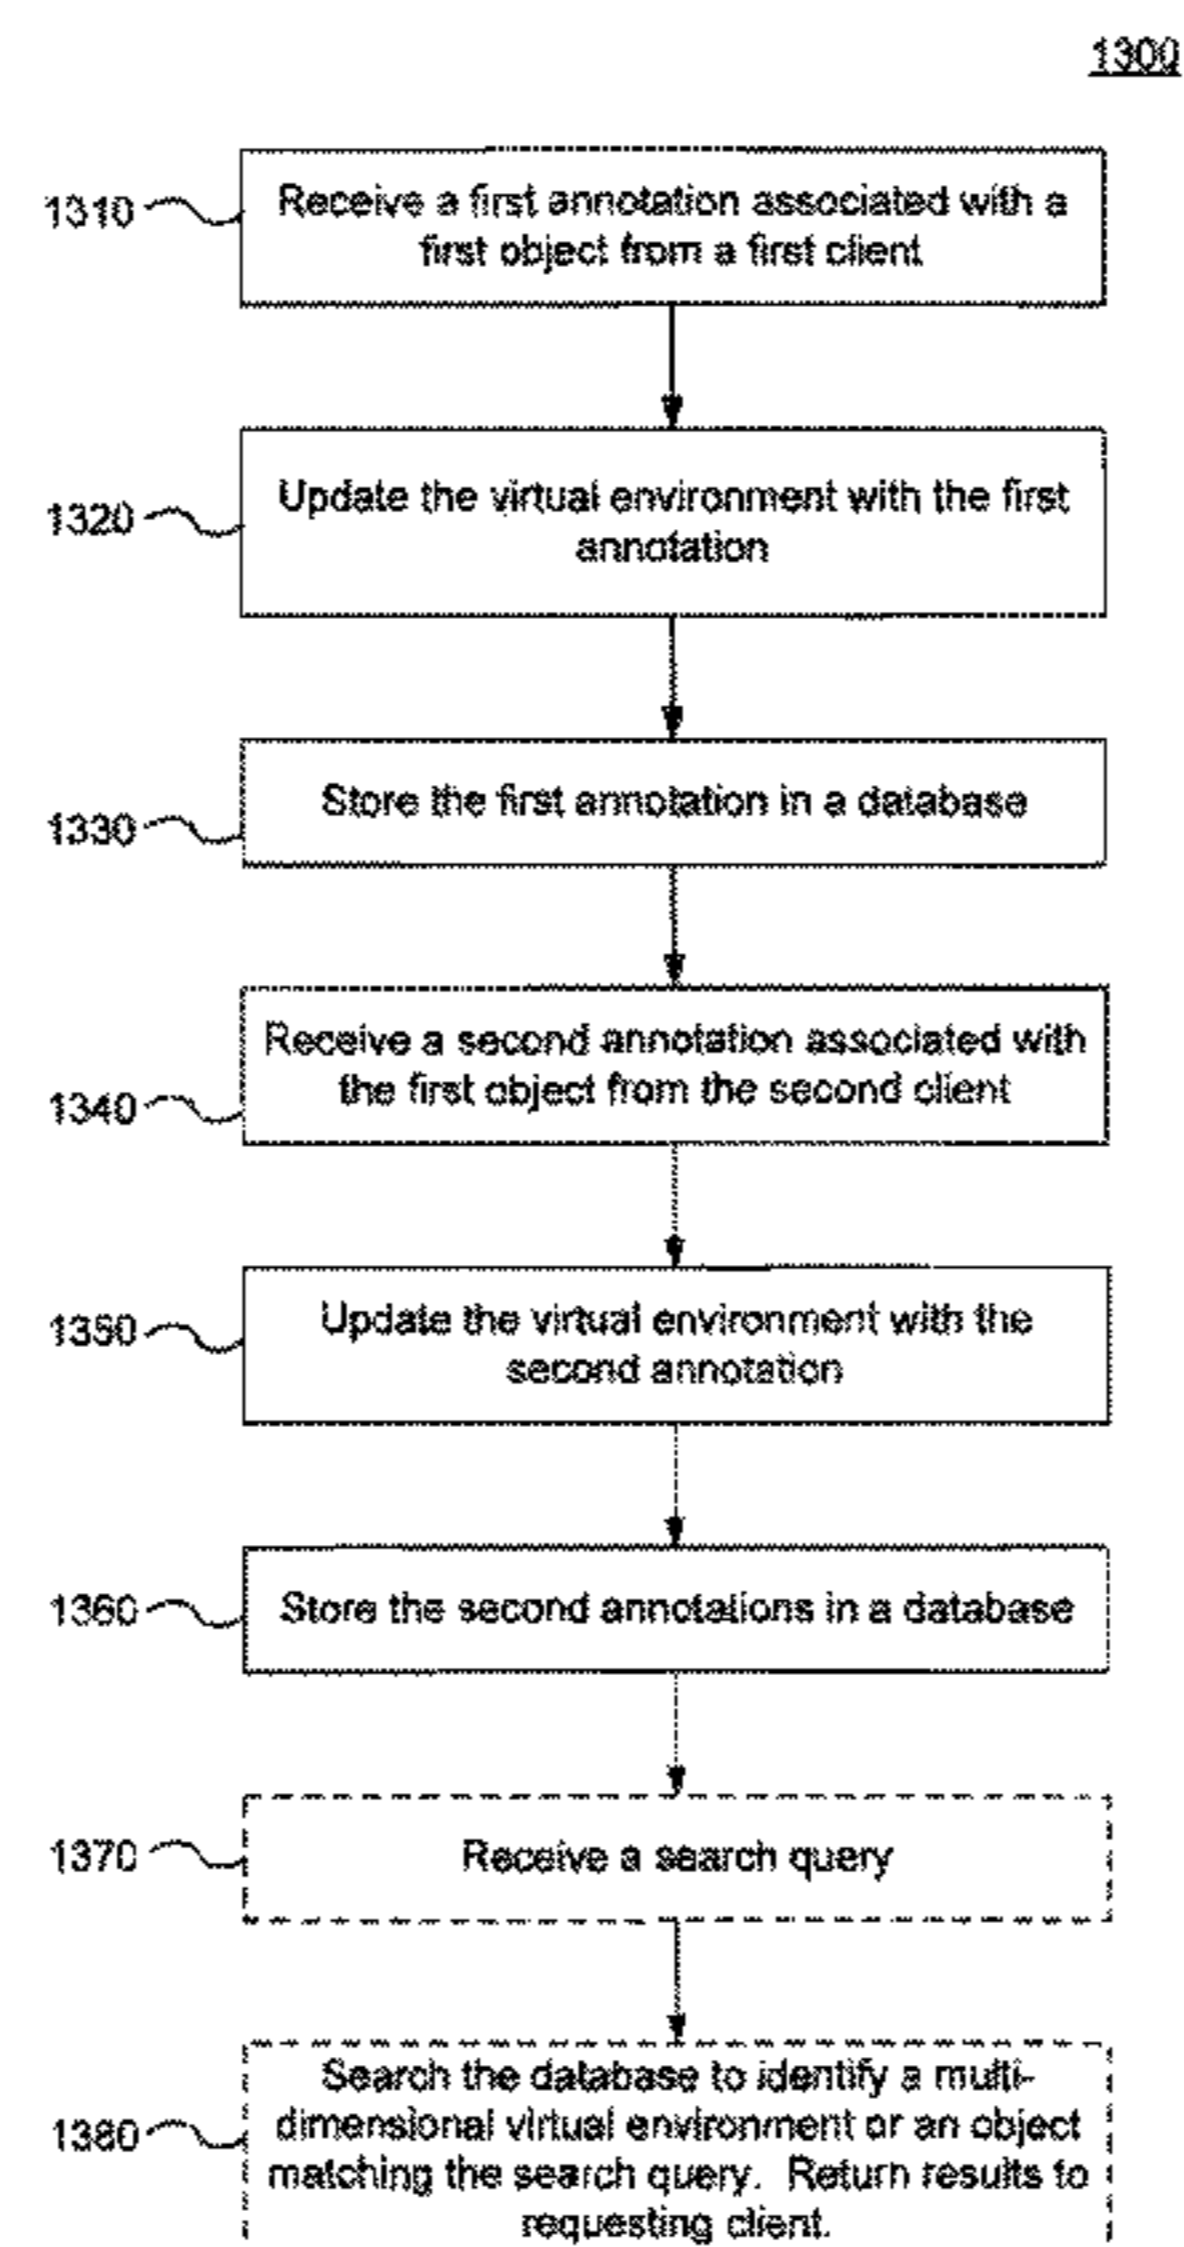 1300
1310
Receive a first annotation associated with a
first object from a first client
1320
Update the virtual environment with the first
annotation
1330
Store the first annotation in a database
1340
Receive a second annotation associated with
the first object from the second client
1350
Update the virtual environment with the
second annotation
1360
Store the second annotations in a database
1370
Receive a search query
1380
Search the database to identify a multi-
dimensional virtual environment or an object
matching the search query. Return results to
requesting client.